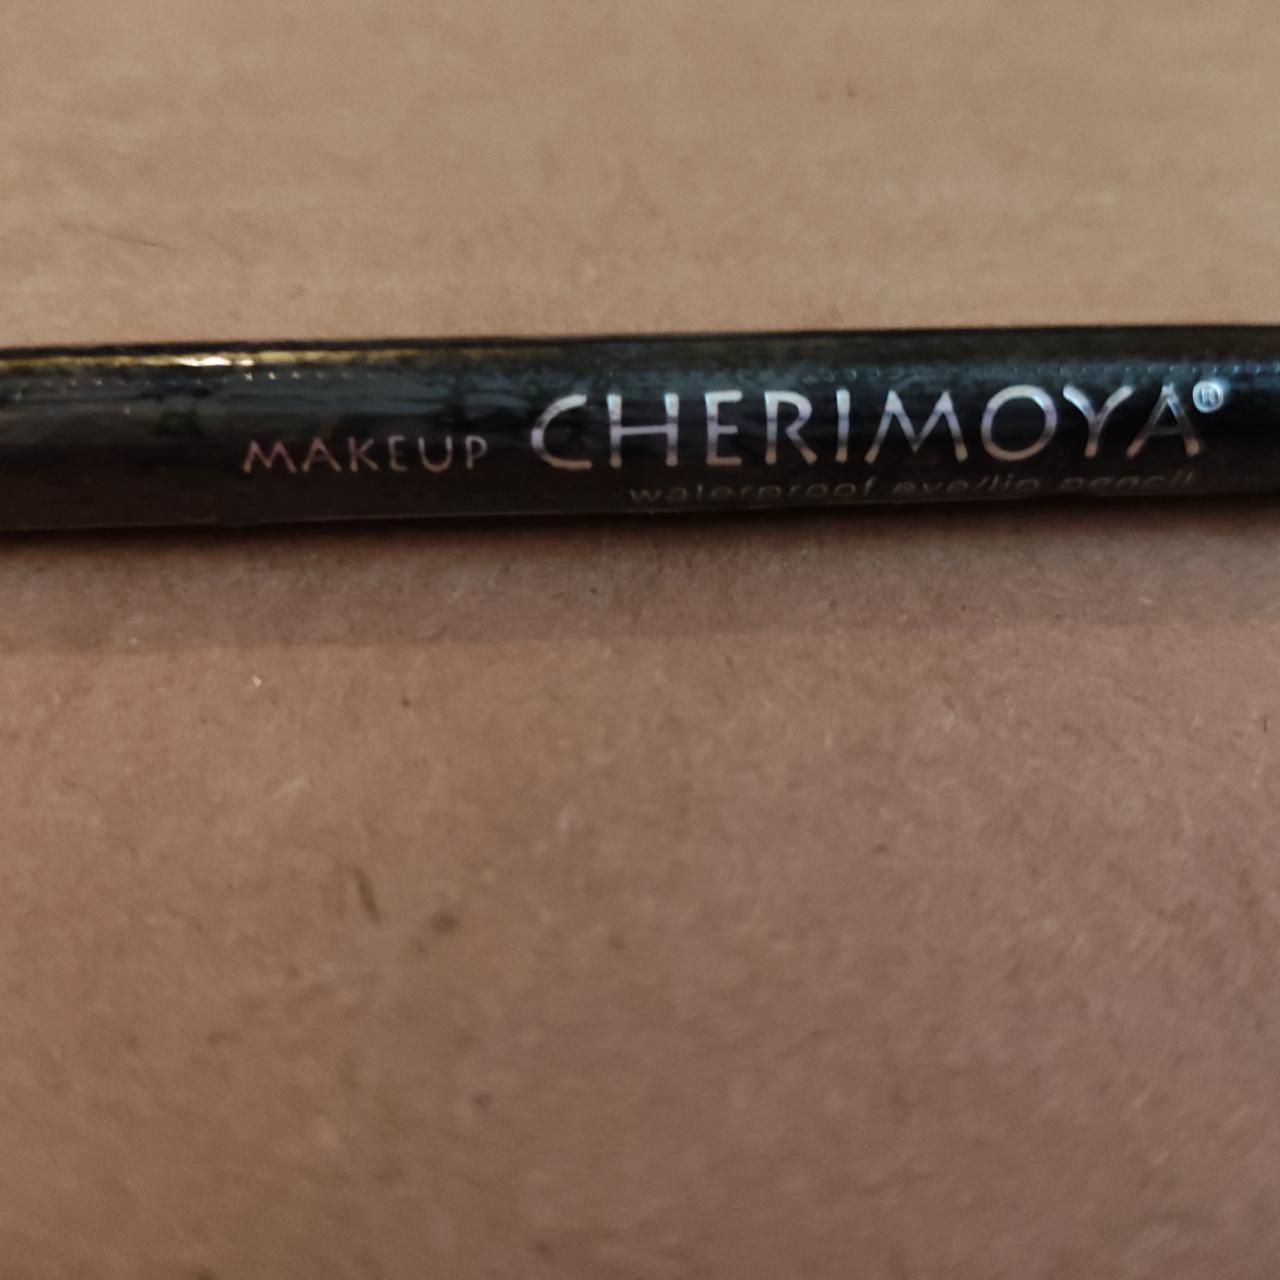 MAKEUP CHERIMOYA®
waterproof eye/lip pencil